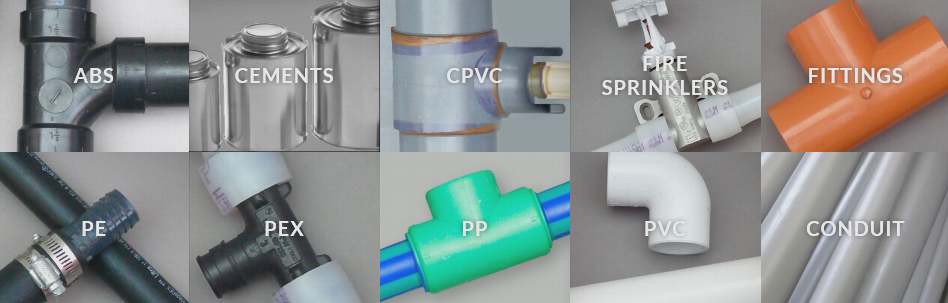 ABS
CEMENTS
CPVC
FIRE
SPRINKLERS
FITTINGS
PE
PEX
PP
PVC
CONDUIT